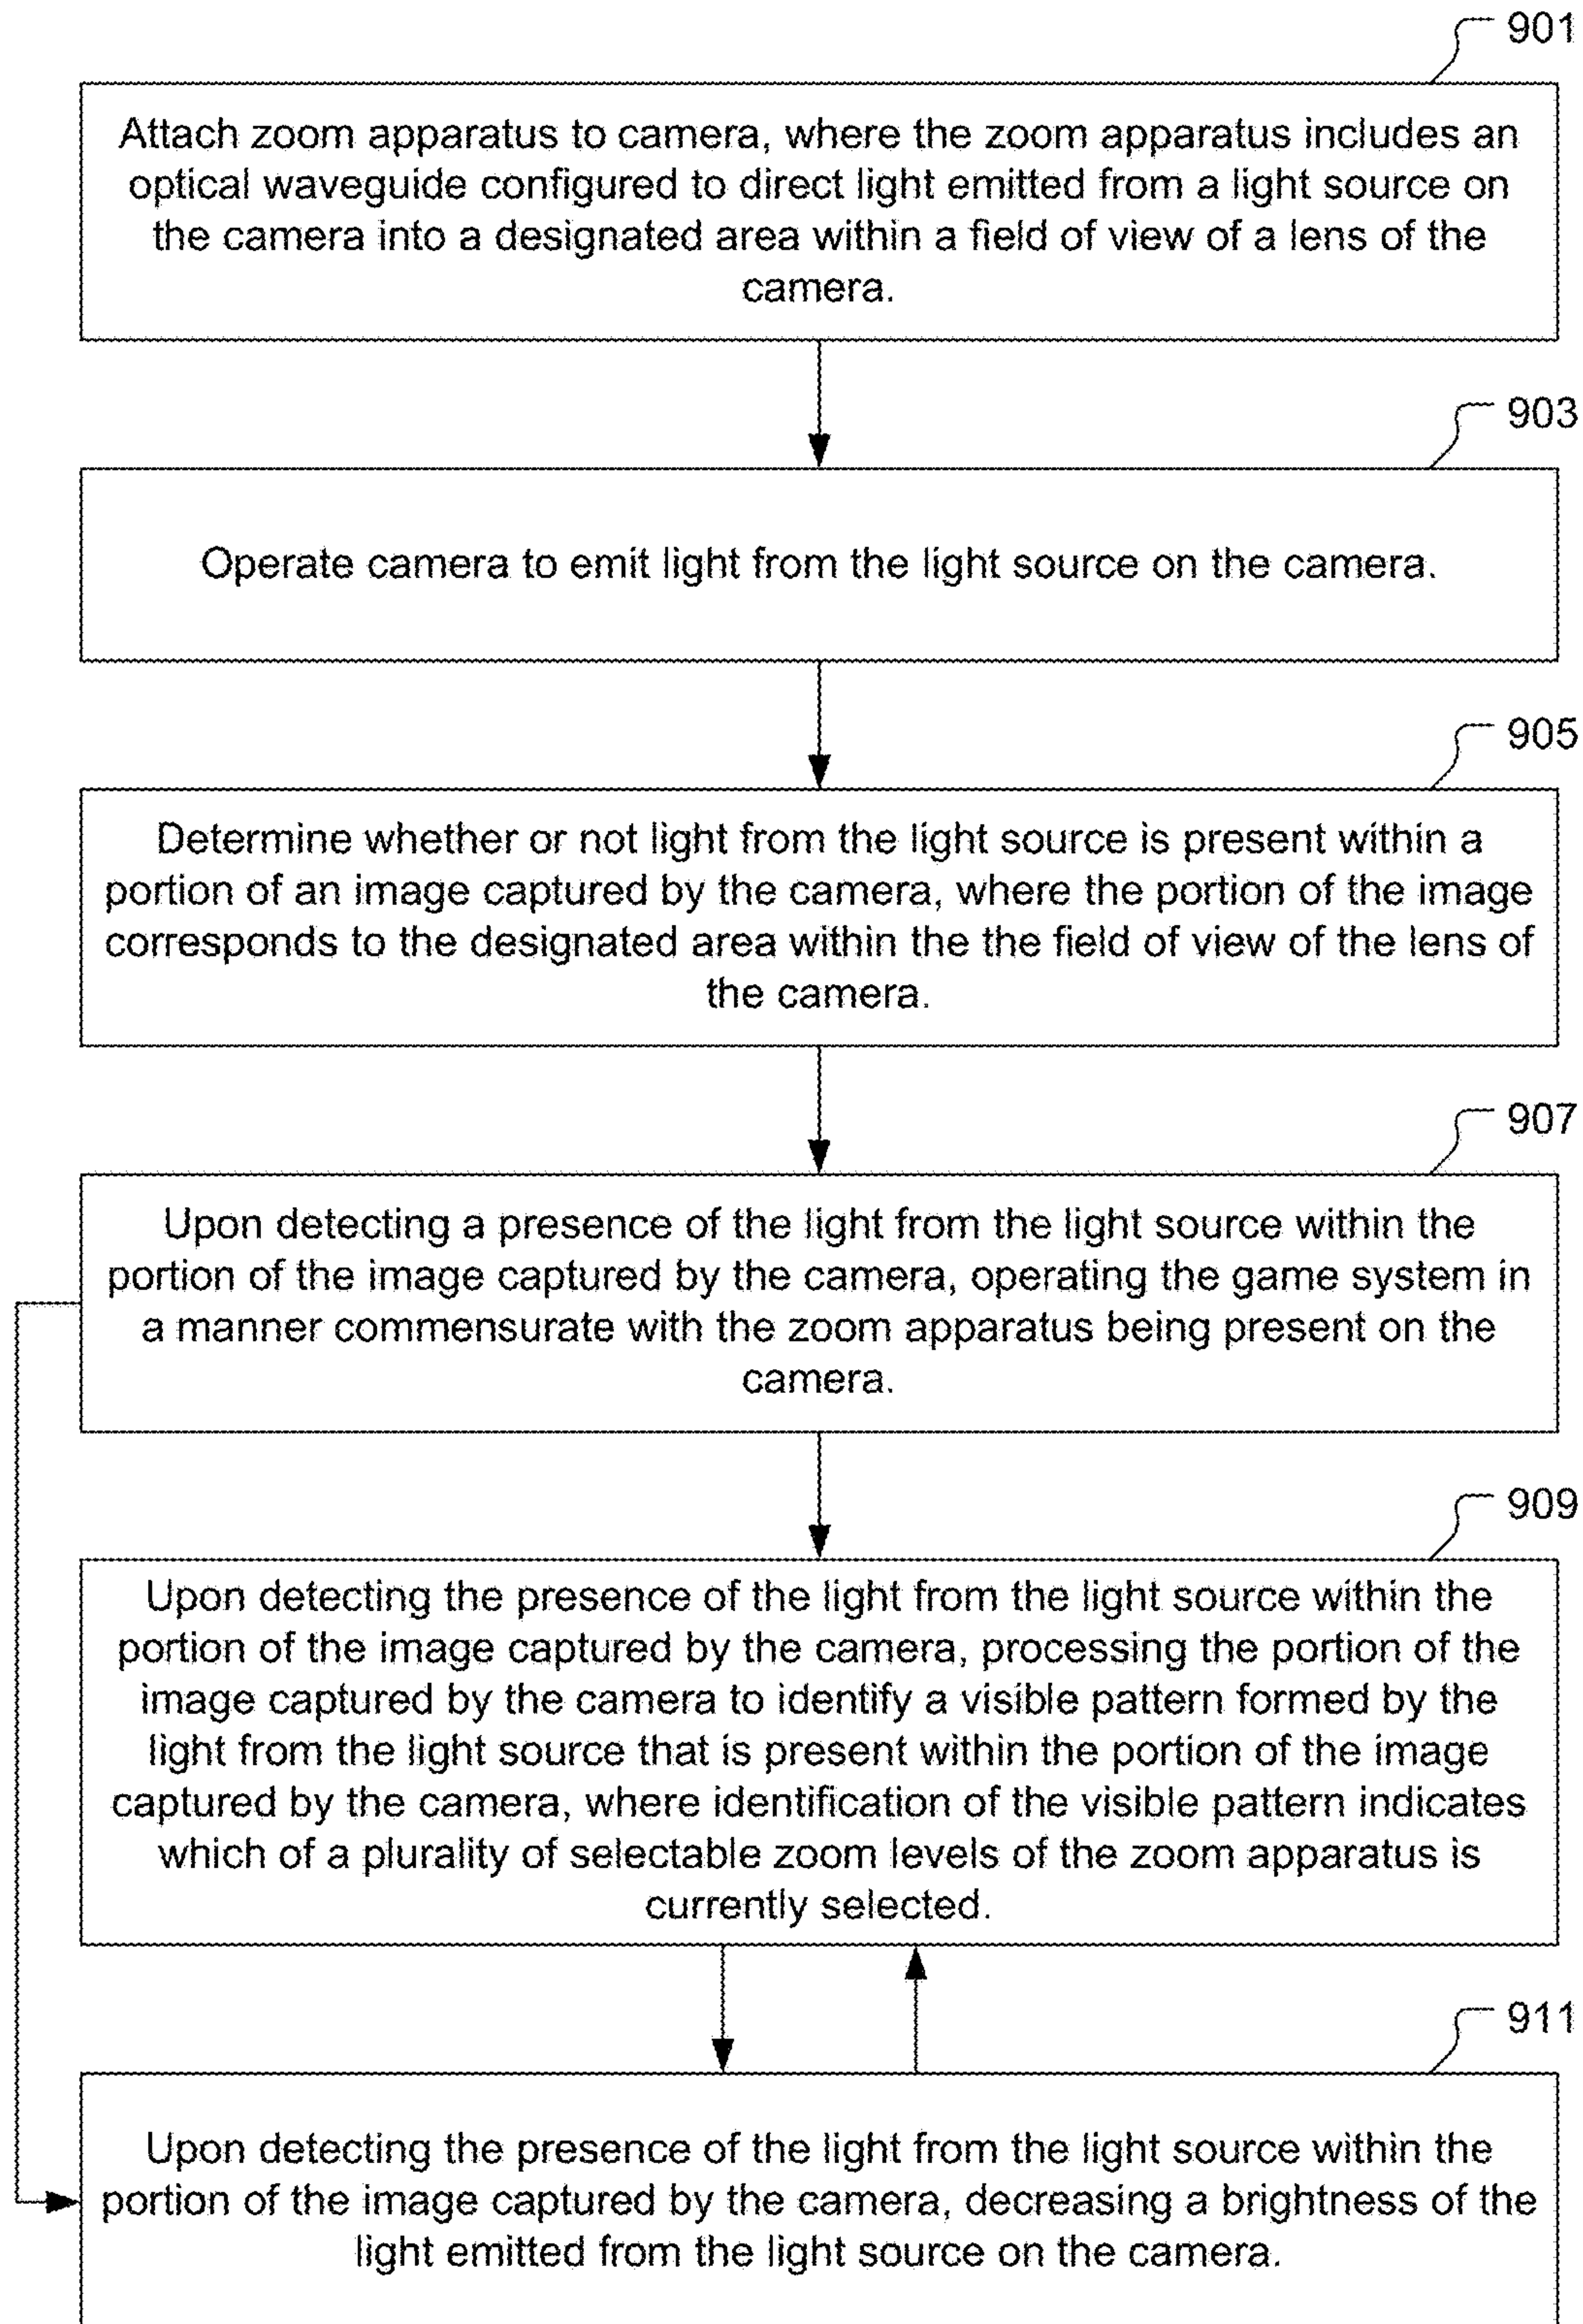 901
Attach zoom apparatus to camera, where the zoom apparatus includes an
optical waveguide configured to direct light emitted from a light source on
the camera into a designated area within a field of view of a lens of the
camera.
903
Operate camera to emit light from the light source on the camera.
905
Determine whether or not light from the light source is present within a
portion of an image captured by the camera, where the portion of the image
corresponds to the designated area within the the field of view of the lens of
the camera.
907
Upon detecting a presence of the light from the light source within the
portion of the image captured by the camera, operating the game system in
a manner commensurate with the zoom apparatus being present on the
camera.
909
Upon detecting the presence of the light from the light source within the
portion of the image captured by the camera, processing the portion of the
image captured by the camera to identify a visible pattern formed by the
light from the light source that is present within the portion of the image
captured by the camera, where identification of the visible pattern indicates
which of a plurality of selectable zoom levels of the zoom apparatus is
currently selected.
911
Upon detecting the presence of the light from the light source within the
portion of the image captured by the camera, decreasing a brightness of the
light emitted from the light source on the camera.